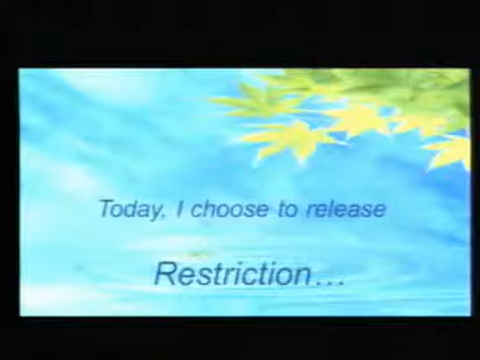 Today, I choose to release
Restriction…